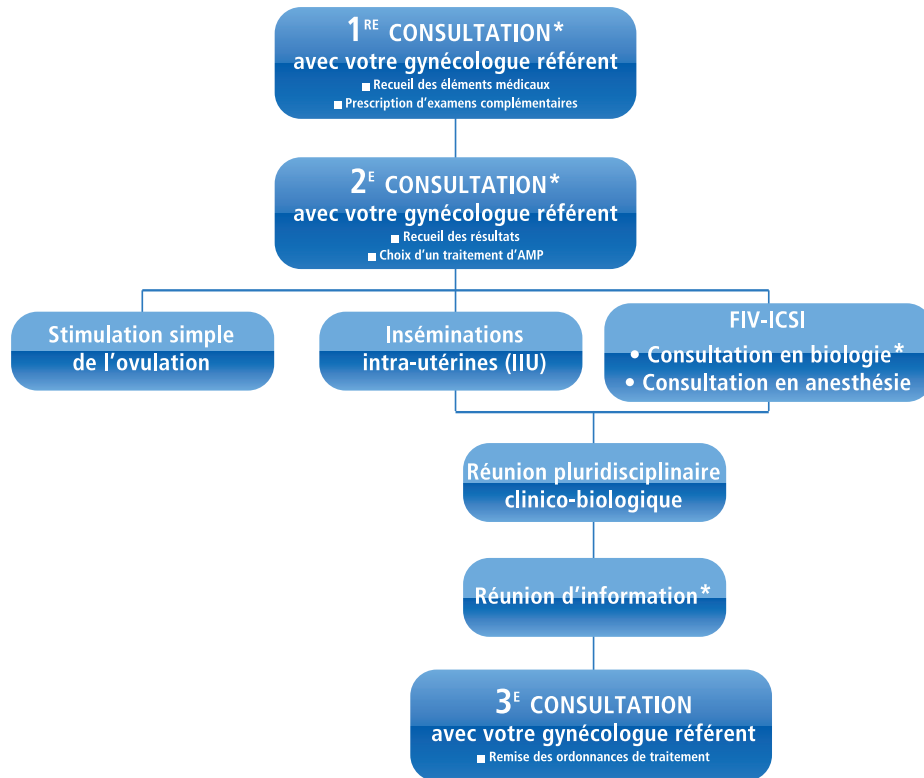 1RE CONSULTATION*
avec votre gynécologue référent
■ Recueil des éléments médicaux
■ Prescription d'examens complémentaires
2E CONSULTATION*
avec votre gynécologue référent
■ Recueil des résultats
■ Choix d'un traitement d'AMP
Stimulation simple
de l'ovulation
Inséminations
intra-utérines (IIU)
FIV-ICSI
• Consultation en biologie*
• Consultation en anesthésie
Réunion pluridisciplinaire
clinico-biologique
Réunion d'information*
3E CONSULTATION
avec votre gynécologue référent
■ Remise des ordonnances de traitement